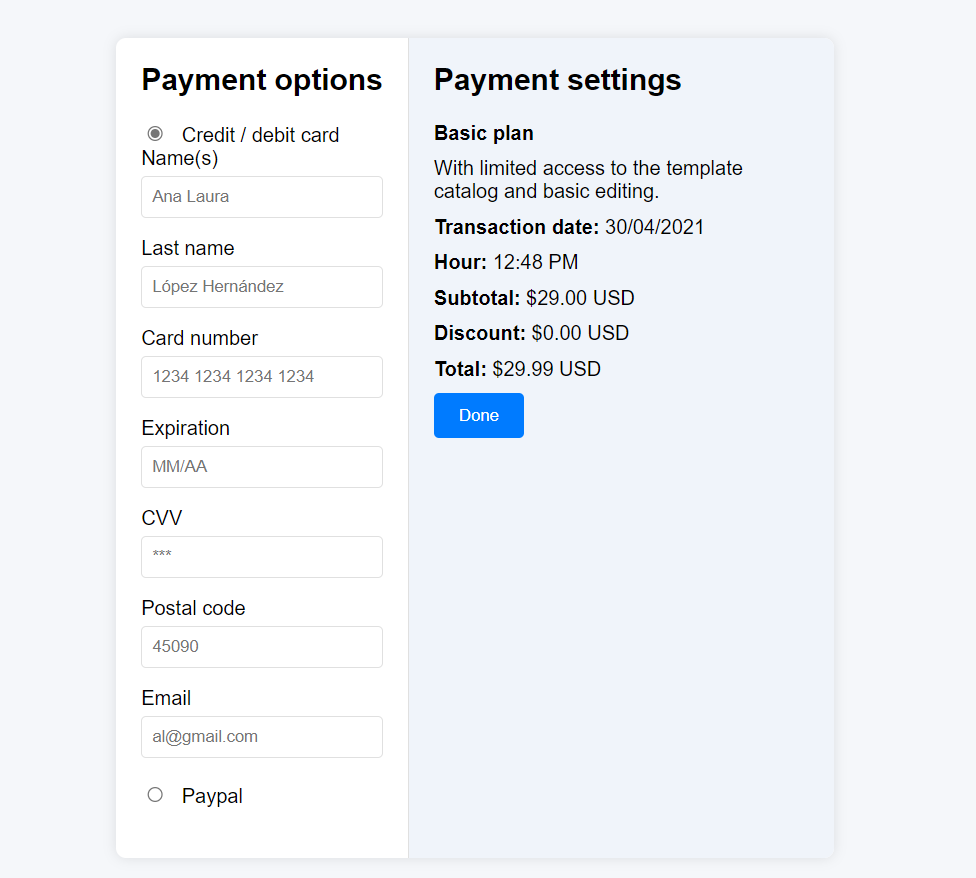 Payment options
Credit / debit card
Name(s)
Ana Laura
Last name
López Hernández
Card number
1234 1234 1234 1234
Expiration
MM/AA
CVV
***
Postal code
45090
Email
al@gmail.com
Paypal
Payment settings
Basic plan
With limited access to the template
catalog and basic editing.
Transaction date: 30/04/2021
Hour: 12:48 PM
Subtotal: $29.00 USD
Discount: $0.00 USD
Total: $29.99 USD
Done